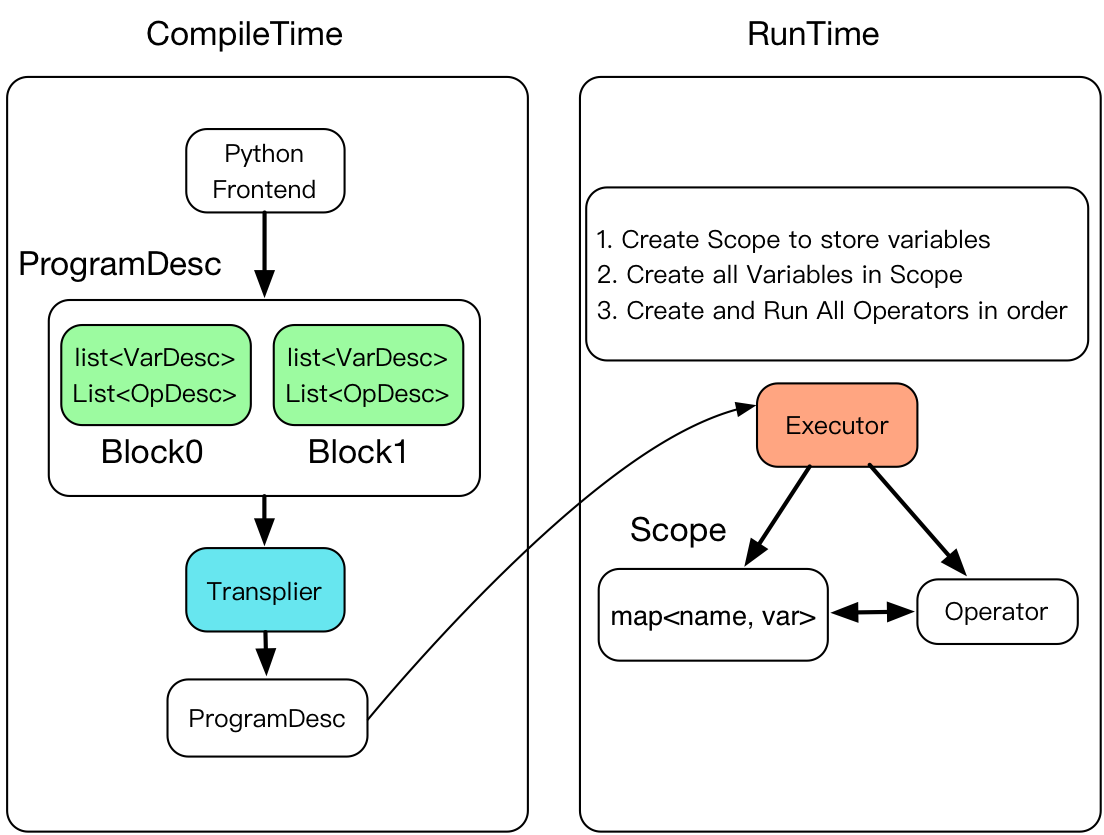 CompileTime
RunTime
Python
Frontend
ProgramDesc
list<VarDesc>
List<OpDesc>
Block0
list<VarDesc>
List<OpDesc>
Block1
Transplier
ProgramDesc
1. Create Scope to store variables
2. Create all Variables in Scope
3. Create and Run All Operators in order
Executor
Scope
map<name, var>
Operator